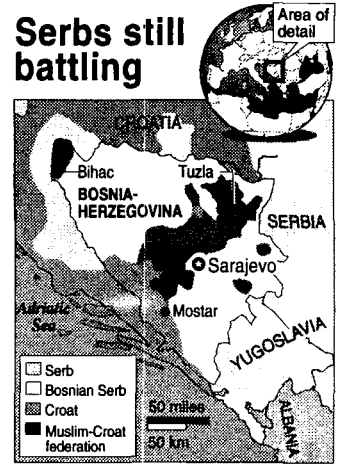 Serbs still
battling
Area of
detail
CROATIA
Bihac
Tuzla
BOSNIA-
HERZEGOVINA
SERBIA
Sarajevo
Adriatic
Sea
Mostar
YUGOSLAVIA
Serb
Bosnian Serb
Croat
Muslim-Croat
federation
50 miles
50 km
ALBANIA